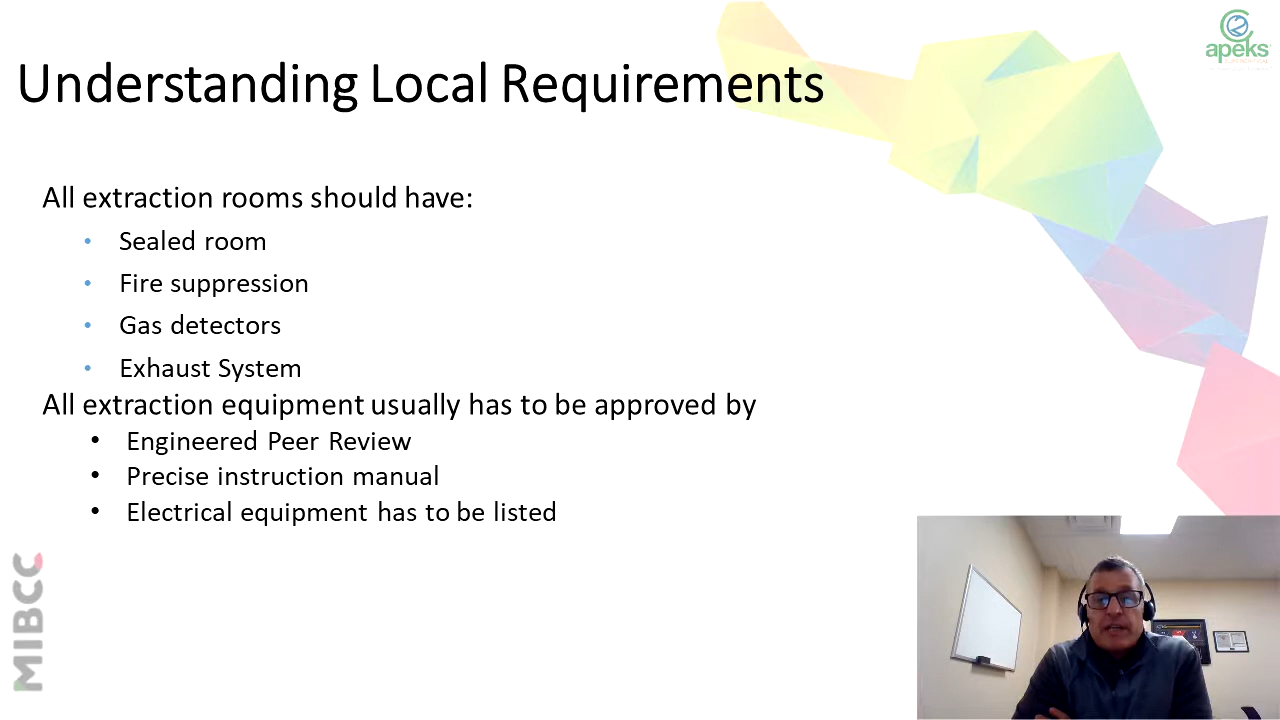 apeks
Understanding Local Requirements
All extraction rooms should have:
• Sealed room
• Fire suppression
• Gas detectors
• Exhaust System
All extraction equipment usually has to be approved by
• Engineered Peer Review
• Precise instruction manual
• Electrical equipment has to be listed
MIBCC